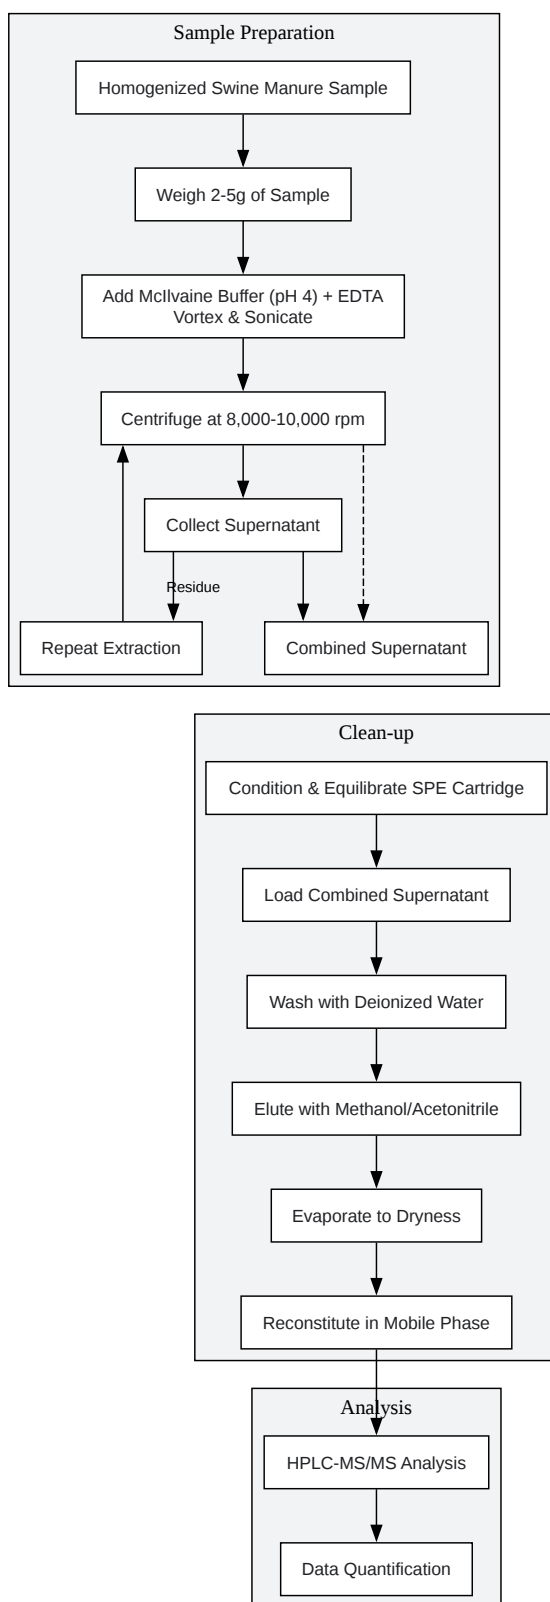 Sample Preparation
Homogenized Swine Manure Sample
Weigh 2-5g of Sample
Add McIlvaine Buffer (pH 4) + EDTA
Vortex & Sonicate
Centrifuge at 8,000-10,000 rpm
Collect Supernatant
Residue
Repeat Extraction
Combined Supernatant
Clean-up
Condition & Equilibrate SPE Cartridge
Load Combined Supernatant
Wash with Deionized Water
Elute with Methanol/Acetonitrile
Evaporate to Dryness
Reconstitute in Mobile Phase
Analysis
HPLC-MS/MS Analysis
Data Quantification